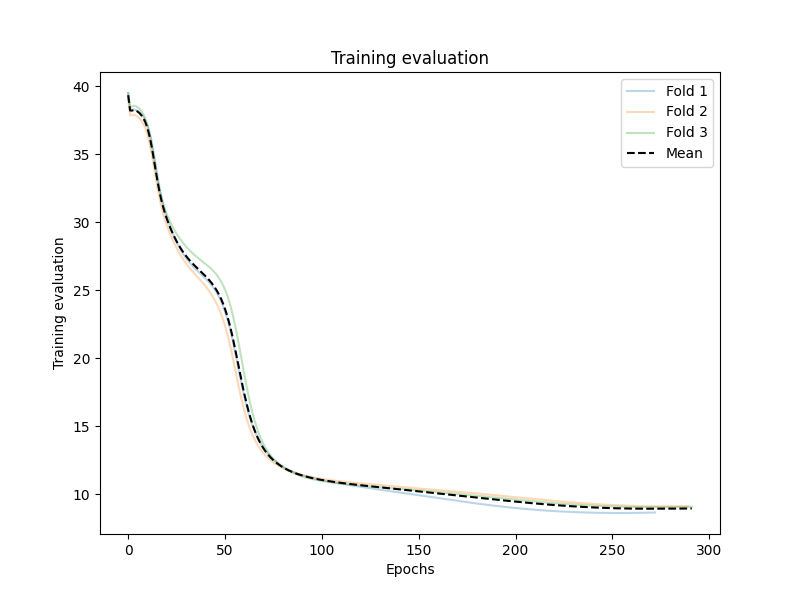 Training evaluation
Fold 1
Fold 2
Fold 3
Mean
Training evaluation
40
35
30
25
20
15
10
0 50 100 150 200 250 300
Epochs